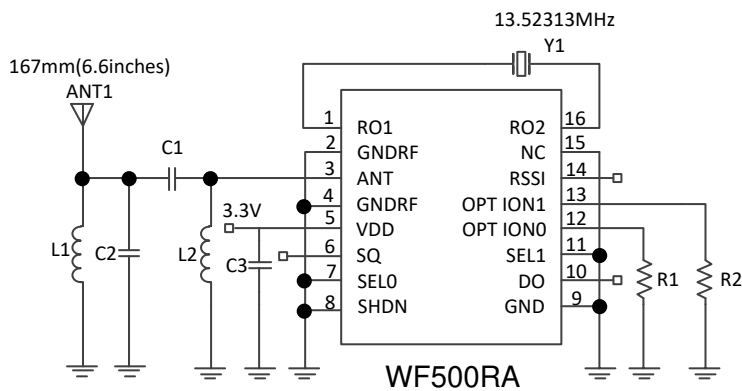 13.52313MHz
Y1
167mm(6.6inches)
ANT1
C1
L1
C2
L2
3.3V
C3
1 RO1
2 GNDRF
3 ANT
4 GNDRF
5 VDD
6 SQ
7 SEL0
8 SHDN
RO2 16
NC 15
RSSI 14
OPT ION1 13
OPT ION0 12
SEL1 11
DO 10
GND 9
R1
R2
WF500RA